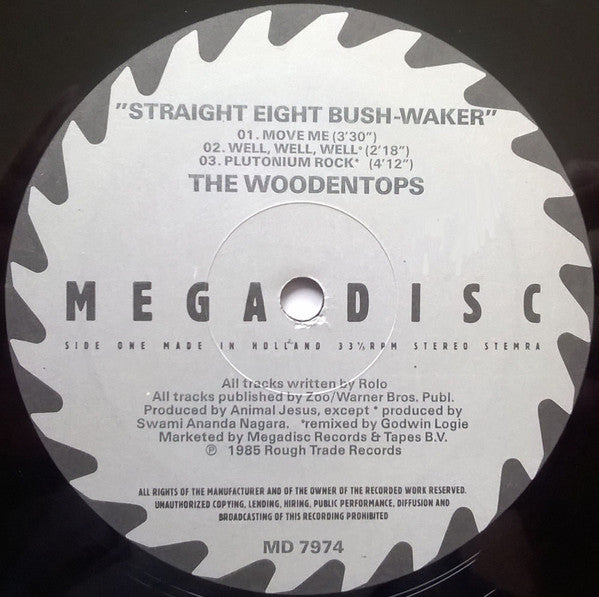 "STRAIGHT EIGHT BUSH-WAKER"
01. MOVE ME (3'30")
02. WELL, WELL, WELL° (2'18")
03. PLUTONIUM ROCK* (4'12")
THE WOODENTOPS
MEGADISC
SIDE ONE MADE IN HOLLAND 33⅓RPM STEREO STEMRA
All tracks written by Rolo
All tracks published by Zoo/Warner Bros. Publ.
Produced by Animal Jesus, except ° produced by
Swami Ananda Nagara. *remixed by Godwin Logie
Marketed by Megadisc Records & Tapes B.V.
℗ 1985 Rough Trade Records
ALL RIGHTS OF THE MANUFACTURER AND OF THE OWNER OF THE RECORDED WORK RESERVED.
UNAUTHORIZED COPYING, LENDING, HIRING, PUBLIC PERFORMANCE, DIFFUSION AND
BROADCASTING OF THIS RECORDING PROHIBITED
MD 7974